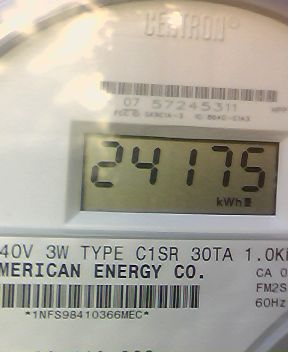 CENTRON
07 57245311
24175
kWh
40V 3W TYPE C1SR 30TA 1.0K
MERICAN ENERGY CO.
CA 0
FM2S
60Hz
*1NFS98410366MEC*